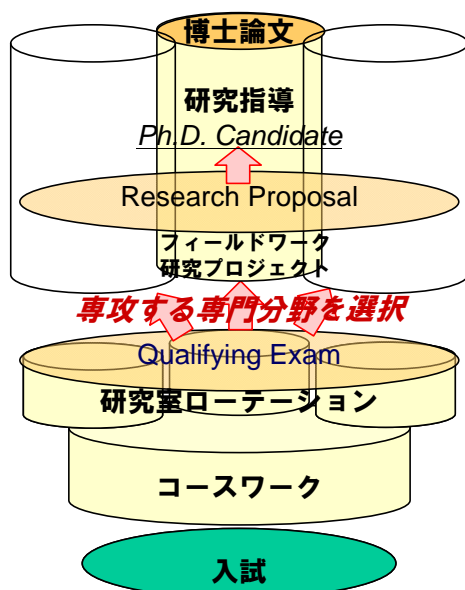 博士論文
研究指導
Ph.D. Candidate
Research Proposal
フィールドワーク
研究プロジェクト
専攻する専門分野を選択
Qualifying Exam
研究室ローテーション
コースワーク
入試